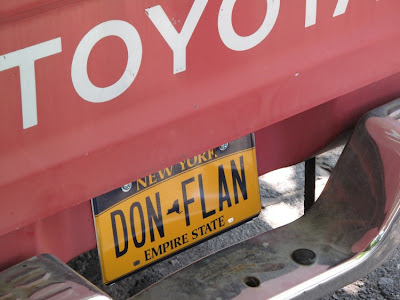 TOYOTA
NEW YORK
DON FLAN
EMPIRE STATE